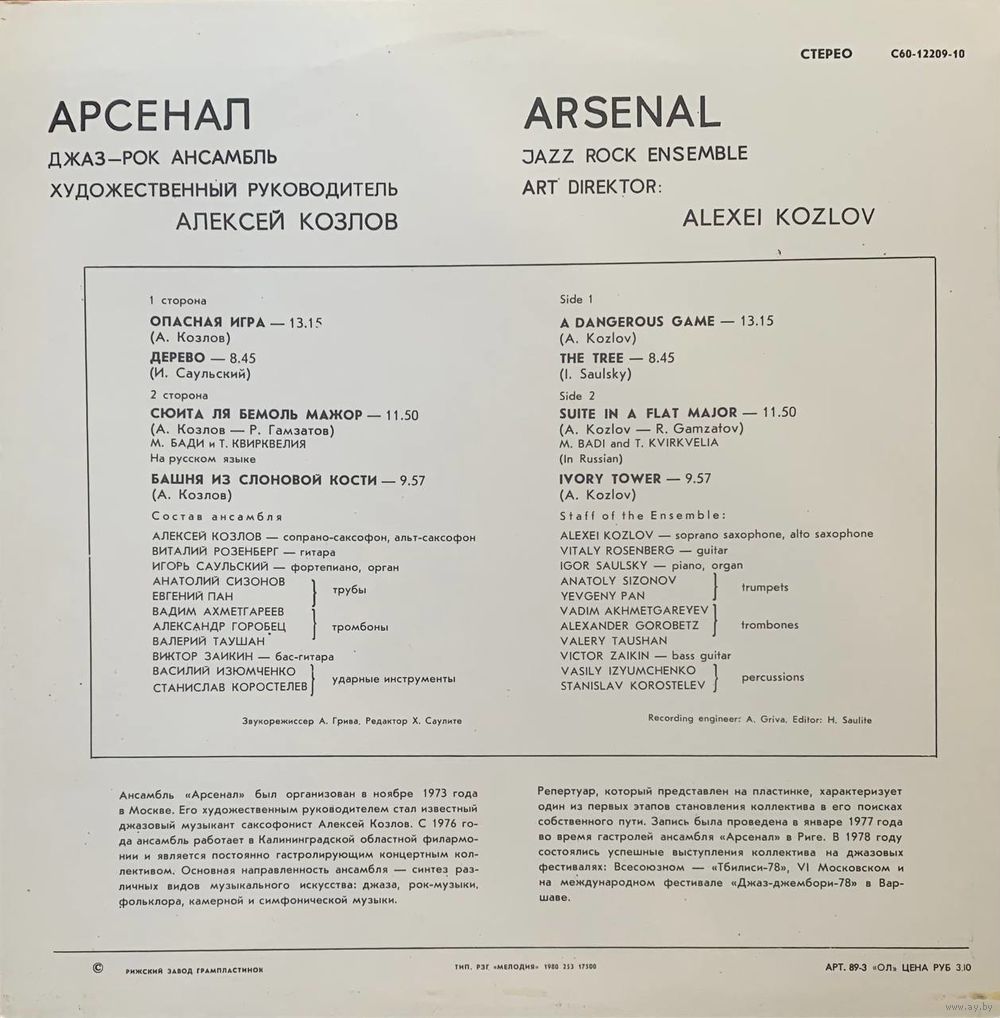 СТЕРЕО С60-12209-10
АРСЕНАЛ
ДЖАЗ–РОК АНСАМБЛЬ
ХУДОЖЕСТВЕННЫЙ РУКОВОДИТЕЛЬ
АЛЕКСЕЙ КОЗЛОВ
ARSENAL
JAZZ ROCK ENSEMBLE
ART DIREKTOR:
ALEXEI KOZLOV
1 сторона
ОПАСНАЯ ИГРА — 13.15
(А. Козлов)
ДЕРЕВО — 8.45
(И. Саульский)
2 сторона
СЮИТА ЛЯ БЕМОЛЬ МАЖОР — 11.50
(А. Козлов — Р. Гамзатов)
М. БАДИ и Т. КВИРКВЕЛИЯ
На русском языке
БАШНЯ ИЗ СЛОНОВОЙ КОСТИ — 9.57
(А. Козлов)
Состав ансамбля
АЛЕКСЕЙ КОЗЛОВ — сопрано-саксофон, альт-саксофон
ВИТАЛИЙ РОЗЕНБЕРГ — гитара
ИГОРЬ САУЛЬСКИЙ — фортепиано, орган
АНАТОЛИЙ СИЗОНОВ
ЕВГЕНИЙ ПАН
трубы
ВАДИМ АХМЕТГАРЕЕВ
АЛЕКСАНДР ГОРОБЕЦ
ВАЛЕРИЙ ТАУШАН
тромбоны
ВИКТОР ЗАИКИН — бас-гитара
ВАСИЛИЙ ИЗЮМЧЕНКО
СТАНИСЛАВ КОРОСТЕЛЕВ
ударные инструменты
Звукорежиссер А. Грива. Редактор Х. Саулите
Side 1
A DANGEROUS GAME — 13.15
(A. Kozlov)
THE TREE — 8.45
(I. Saulsky)
Side 2
SUITE IN A FLAT MAJOR — 11.50
(A. Kozlov — R. Gamzatov)
M. BADI and T. KVIRKVELIA
(In Russian)
IVORY TOWER — 9.57
(A. Kozlov)
Staff of the Ensemble:
ALEXEI KOZLOV — soprano saxophone, alto saxophone
VITALY ROSENBERG — guitar
IGOR SAULSKY — piano, organ
ANATOLY SIZONOV
YEVGENY PAN
trumpets
VADIM AKHMETGAREYEV
ALEXANDER GOROBETZ
VALERY TAUSHAN
trombones
VICTOR ZAIKIN — bass guitar
VASILY IZYUMCHENKO
STANISLAV KOROSTELEV
percussions
Recording engineer: A. Griva, Editor: H. Saulite
Ансамбль «Арсенал» был организован в ноябре 1973 года
в Москве. Его художественным руководителем стал известный
джазовый музыкант саксофонист Алексей Козлов. С 1976 го-
да ансамбль работает в Калининградской областной филармо-
нии и является постоянно гастролирующим концертным кол-
лективом. Основная направленность ансамбля — синтез раз-
личных видов музыкального искусства: джаза, рок-музыки,
фольклора, камерной и симфонической музыки.
Репертуар, который представлен на пластинке, характеризует
один из первых этапов становления коллектива в его поисках
собственного пути. Запись была проведена в январе 1977 года
во время гастролей ансамбля «Арсенал» в Риге. В 1978 году
состоялись успешные выступления коллектива на джазовых
фестивалях: Всесоюзном — «Тбилиси-78», VI Московском и
на международном фестивале «Джаз-джембори-78» в Вар-
шаве.
© РИЖСКИЙ ЗАВОД ГРАМПЛАСТИНОК
ТИП. РЗГ «МЕЛОДИЯ» 1980 253 17500
АРТ. 89-3 «ОЛ» ЦЕНА РУБ 3.10
www.ay.by